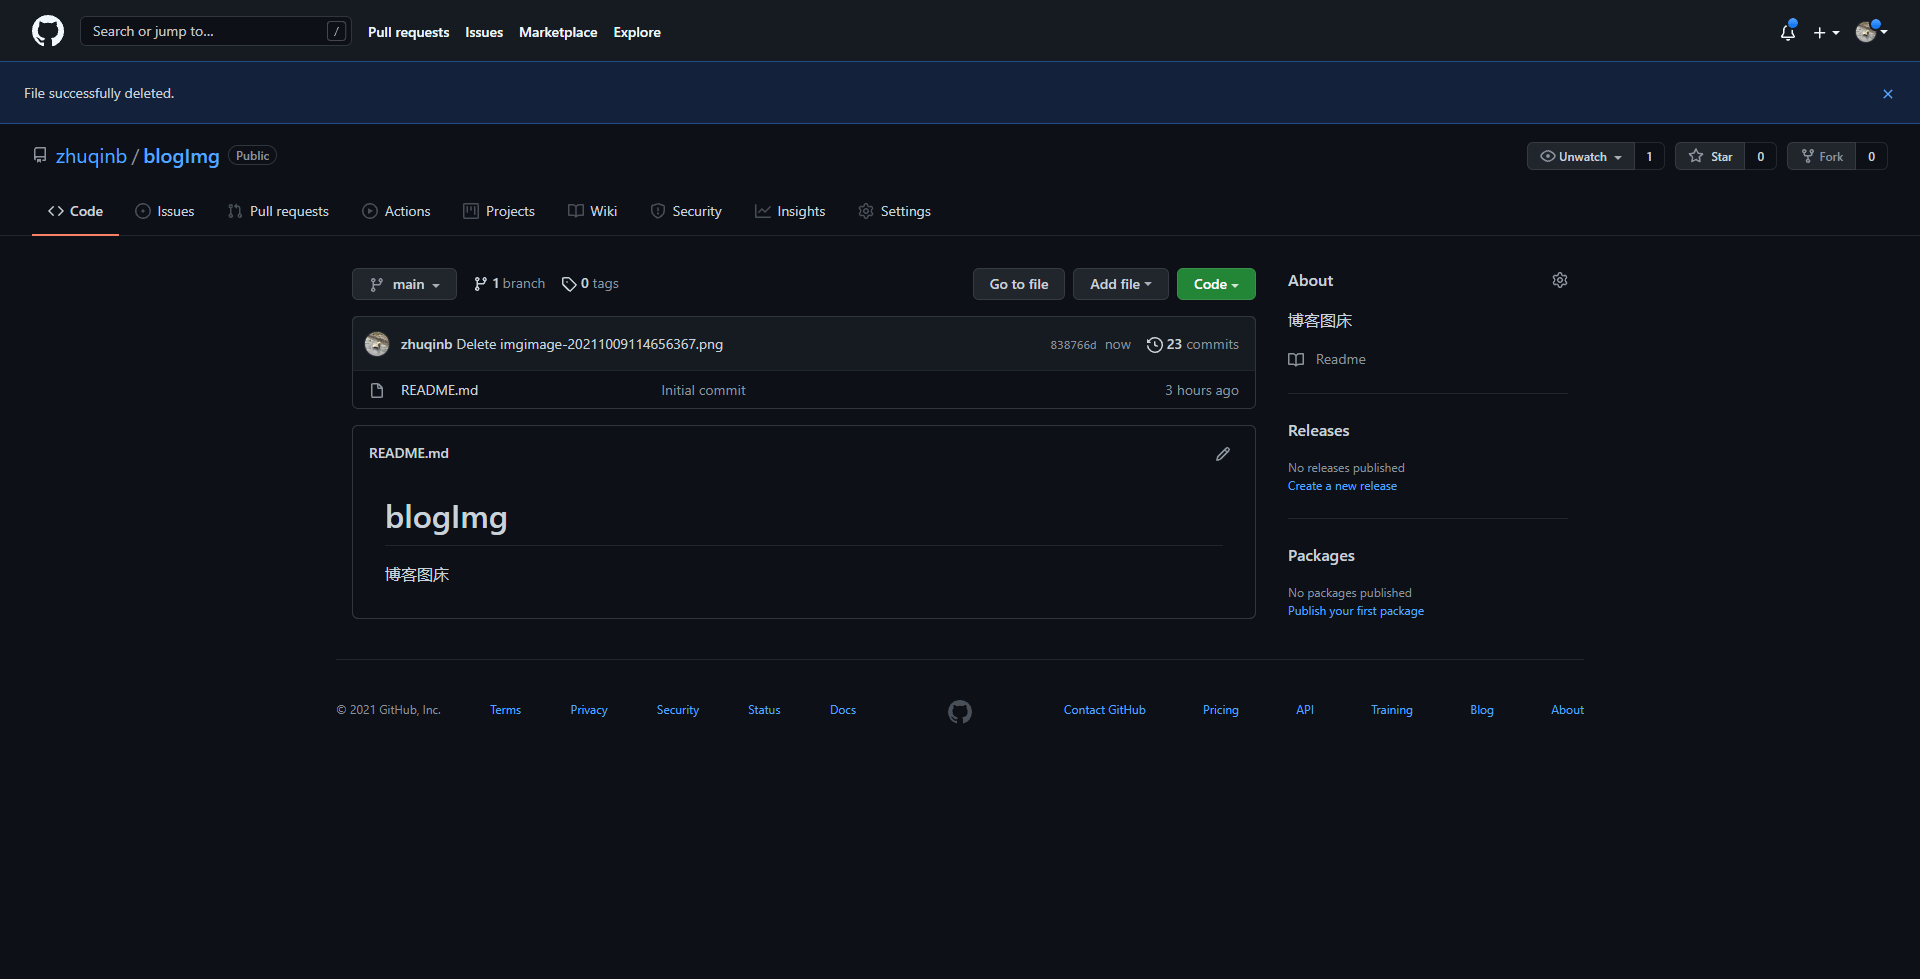 Search or jump to... /
Pull requests Issues Marketplace Explore
File successfully deleted.
zhuqinb / blogImg Public
Unwatch 1 Star 0 Fork 0
Code Issues Pull requests Actions Projects Wiki Security Insights Settings
main 1 branch 0 tags Go to file Add file Code
zhuqinb Delete imgimage-20211009114656367.png 838766d now 23 commits
README.md Initial commit 3 hours ago
README.md
blogImg
博客图床
About
博客图床
Readme
Releases
No releases published
Create a new release
Packages
No packages published
Publish your first package
© 2021 GitHub, Inc. Terms Privacy Security Status Docs Contact GitHub Pricing API Training Blog About